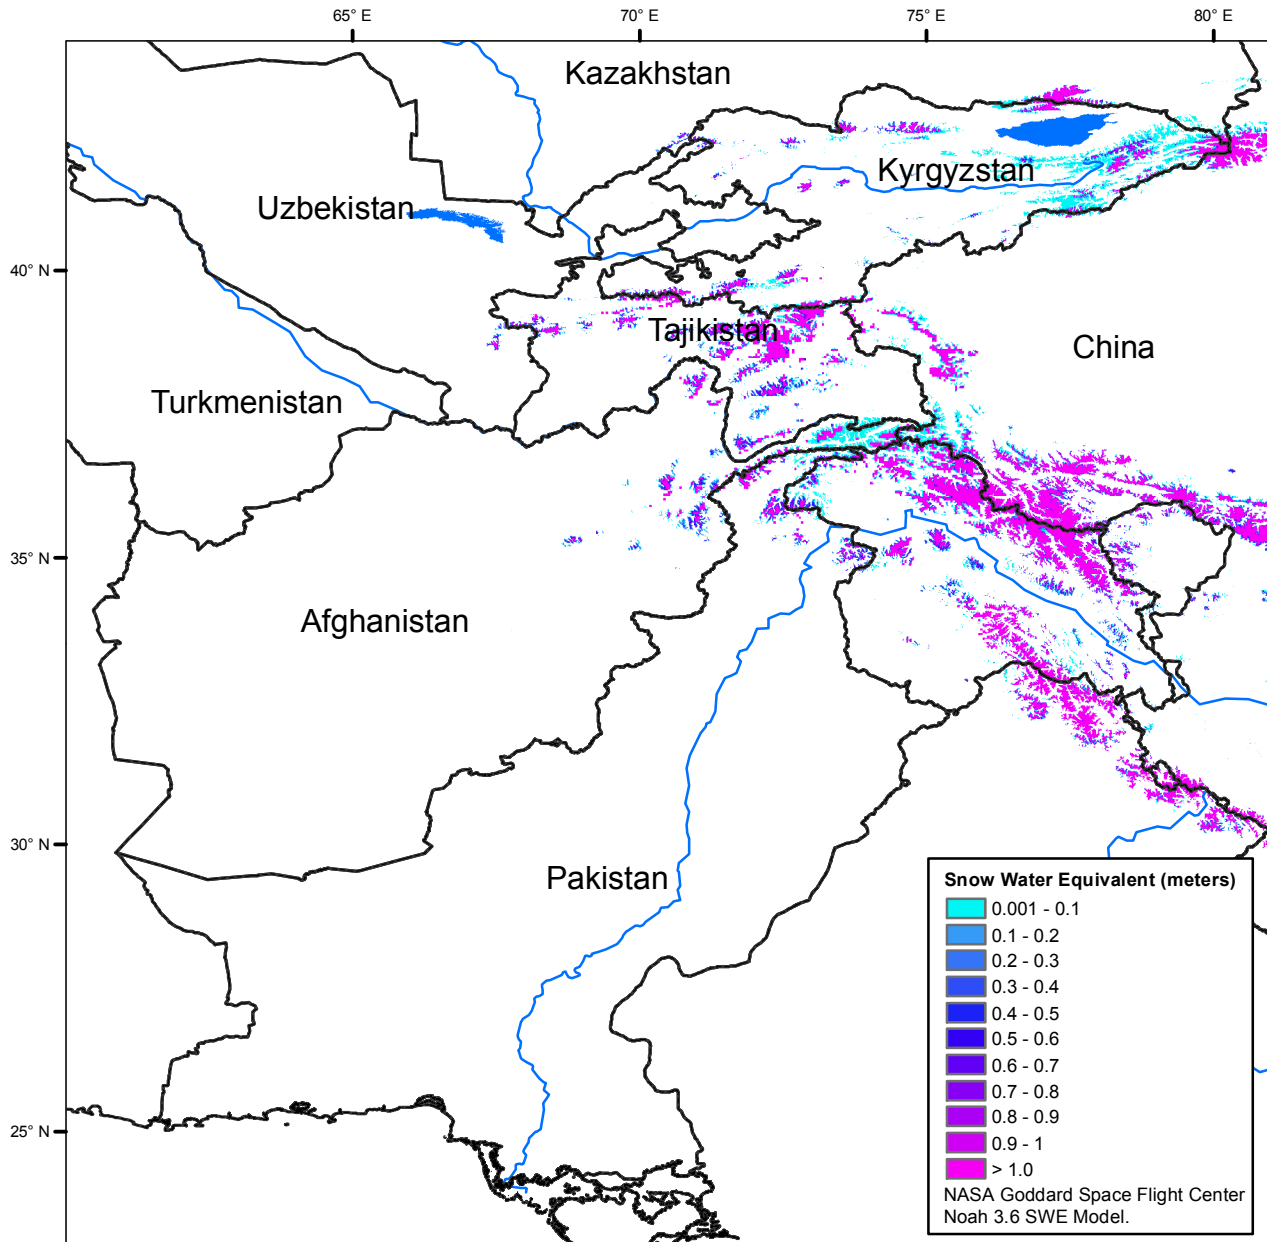 65° E
70° E
75° E
80° E
Kazakhstan
Kyrgyzstan
Uzbekistan
40° N
Tajikistan
China
Turkmenistan
35° N
Afghanistan
30° N
Pakistan
25° N
Snow Water Equivalent (meters)
0.001 - 0.1
0.1 - 0.2
0.2 - 0.3
0.3 - 0.4
0.4 - 0.5
0.5 - 0.6
0.6 - 0.7
0.7 - 0.8
0.8 - 0.9
0.9 - 1
> 1.0
NASA Goddard Space Flight Center
Noah 3.6 SWE Model.